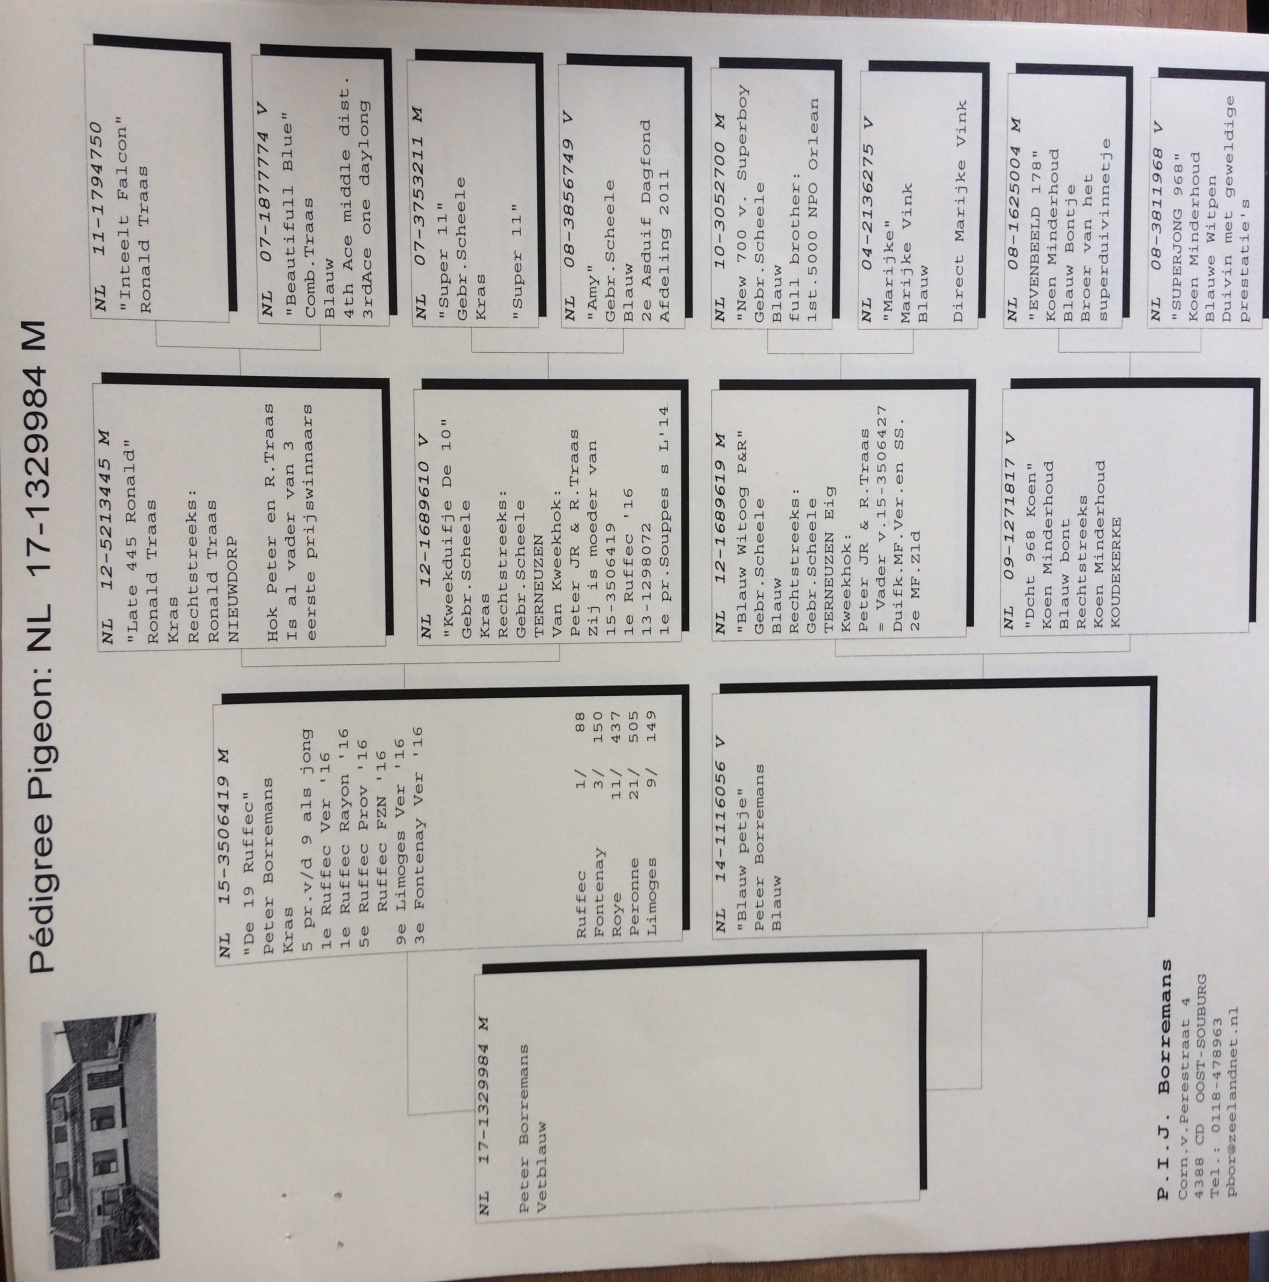 Pédigree Pigeon: NL 17-1329984 M
NL 17-1329984 M
Peter Borremans
Vetblauw
NL 15-3506419 M
"De 19 Ruffec"
Peter Borremans
Kras
5 pr.v/d 9 als jong
1e Ruffec Ver '16
1e Ruffec Rayon '16
5e Ruffec Prov '16
Ruffec FZN '16
9e Limoges Ver '16
3e Fontenay Ver '16
Ruffec 1/ 88
Fontenay 3/ 150
Roye 11/ 437
Peronne 21/ 505
Limoges 9/ 149
NL 14-1116056 V
"Blauw petje"
Peter Borremans
Blauw
NL 12-5213445 M
"Late 445 Ronald"
Ronald Traas
Kras
Rechtstreeks:
Ronald Traas
NIEUWDORP
Hok Peter en R.Traas
Is al vader van 3
eerste prijswinnaars
NL 12-1689610 V
"Kweekduifje De 10"
Gebr.Scheele
Kras
Rechtstreeks:
Gebr.Scheele
TERNEUZEN
Van Kweekhok:
Peter JR & R.Traas
Zij is moeder van
15-3506419
1e Ruffec '16
13-1298072
1e pr.Souppes s L'14
NL 12-1689619 M
"Blauw Witoog P&R"
Gebr.Scheele
Blauw
Rechtstreeks:
Gebr.Scheele
TERNEUZEN Eig
Kweekhok:
Peter JR & R.Traas
= Vader v.15-3506427
Duifk.MF.Ver.en SS.
2e MF.Zld
NL 09-1271817 V
"Dcht 968 Koen"
Koen Minderhoud
Blauw bont
Rechtstreeks
Koen Minderhoud
KOUDEKERKE
NL 11-1794750
"Inteelt Falcon"
Ronald Traas
NL 07-1877774 V
"Beautifull Blue"
Comb.Traas
Blauw
4th Ace middle dist.
3rdAce one daylong
NL 07-3753211 M
"Super 11"
Gebr.Scheele
Kras
"Super 11"
NL 08-3856749 V
"Amy"
Gebr.Scheele
Blauw
2e Asduif Dagfond
Afdeling 2011
NL 10-3052700 M
"New 700 v. Superboy
Gebr.Scheele
Blauw
full brother:
1st.5000 NPO Orlean
NL 04-2136275 V
"Marijke"
Marijke Vink
Blauw
Direct Marijke Vink
NL 08-1625004 M
"EVENBEELD 178"
Koen Minderhoud
Blauw Bontje
Broer van het
superduivinnetje
NL 08-3811968 V
"SUPERJONG 968"
Koen Minderhoud
Blauwe Witpen
Duivin met geweldige
prestatie's
P.I.J. Borremans
Corn.v.Perestraat 4
4388 CD OOST-SOUBURG
Tel.: 0118-478963
pbor@zeelandnet.nl